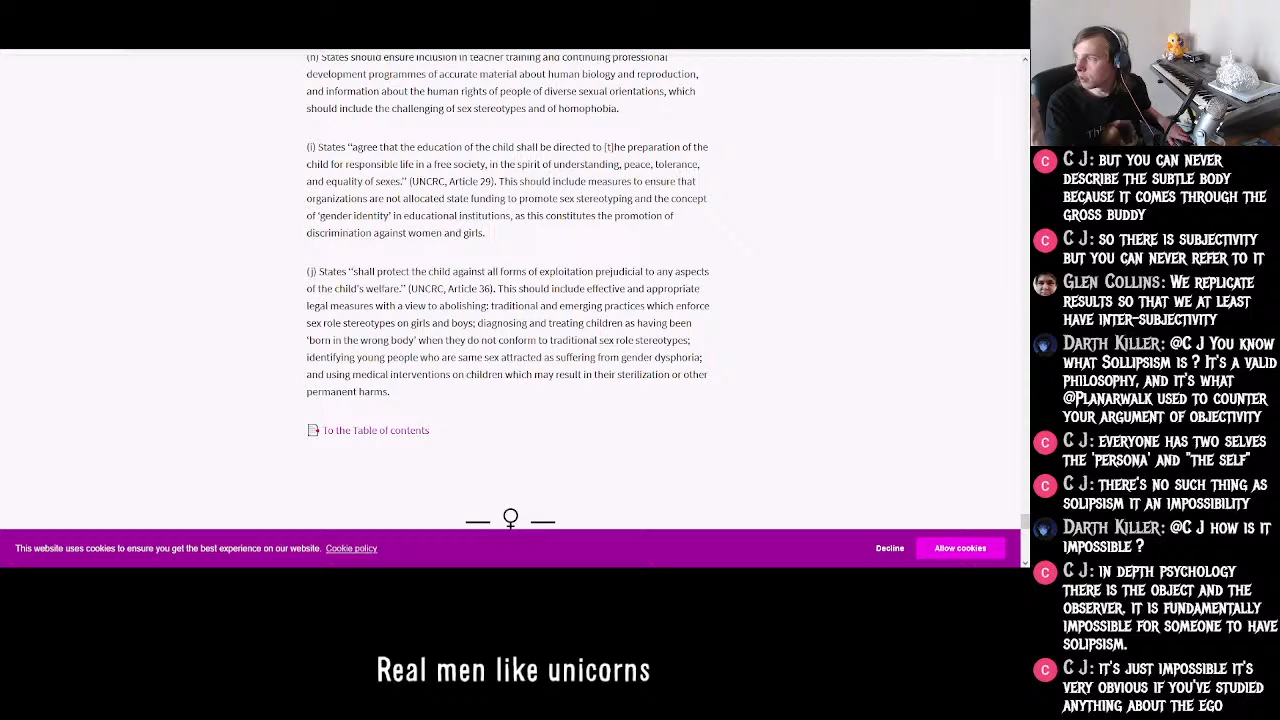 (h) States should ensure inclusion in teacher training and continuing professional
development programmes of accurate material about human biology and reproduction,
and information about the human rights of people of diverse sexual orientations, which
should include the challenging of sex stereotypes and of homophobia.
(i) States “agree that the education of the child shall be directed to [t]he preparation of the
child for responsible life in a free society, in the spirit of understanding, peace, tolerance,
and equality of sexes.” (UNCRC, Article 29). This should include measures to ensure that
organizations are not allocated state funding to promote sex stereotyping and the concept
of ‘gender identity’ in educational institutions, as this constitutes the promotion of
discrimination against women and girls.
(j) States “shall protect the child against all forms of exploitation prejudicial to any aspects
of the child’s welfare.” (UNCRC, Article 36). This should include effective and appropriate
legal measures with a view to abolishing: traditional and emerging practices which enforce
sex role stereotypes on girls and boys; diagnosing and treating children as having been
‘born in the wrong body’ when they do not conform to traditional sex role stereotypes;
identifying young people who are same sex attracted as suffering from gender dysphoria;
and using medical interventions on children which may result in their sterilization or other
permanent harms.
To the Table of contents
This website uses cookies to ensure you get the best experience on our website. Cookie policy
Decline
Allow cookies
Real men like unicorns
C J: BUT YOU CAN NEVER
DESCRIBE THE SUBTLE BODY
BECAUSE IT COMES THROUGH THE
GROSS BUDDY
C J: SO THERE IS SUBJECTIVITY
BUT YOU CAN NEVER REFER TO IT
GLEN COLLINS: WE REPLICATE
RESULTS SO THAT WE AT LEAST
HAVE INTER-SUBJECTIVITY
DARTH KILLER: @C J YOU KNOW
WHAT SOLLIPSISM IS ? IT'S A VALID
PHILOSOPHY, AND IT'S WHAT
@PLANARWALK USED TO COUNTER
YOUR ARGUMENT OF OBJECTIVITY
C J: EVERYONE HAS TWO SELVES
THE 'PERSONA' AND "THE SELF"
C J: THERE'S NO SUCH THING AS
SOLIPSISM IT AN IMPOSSIBILITY
DARTH KILLER: @C J HOW IS IT
IMPOSSIBLE ?
C J: IN DEPTH PSYCHOLOGY
THERE IS THE OBJECT AND THE
OBSERVER. IT IS FUNDAMENTALLY
IMPOSSIBLE FOR SOMEONE TO HAVE
SOLIPSISM.
C J: IT'S JUST IMPOSSIBLE IT'S
VERY OBVIOUS IF YOU'VE STUDIED
ANYTHING ABOUT THE EGO